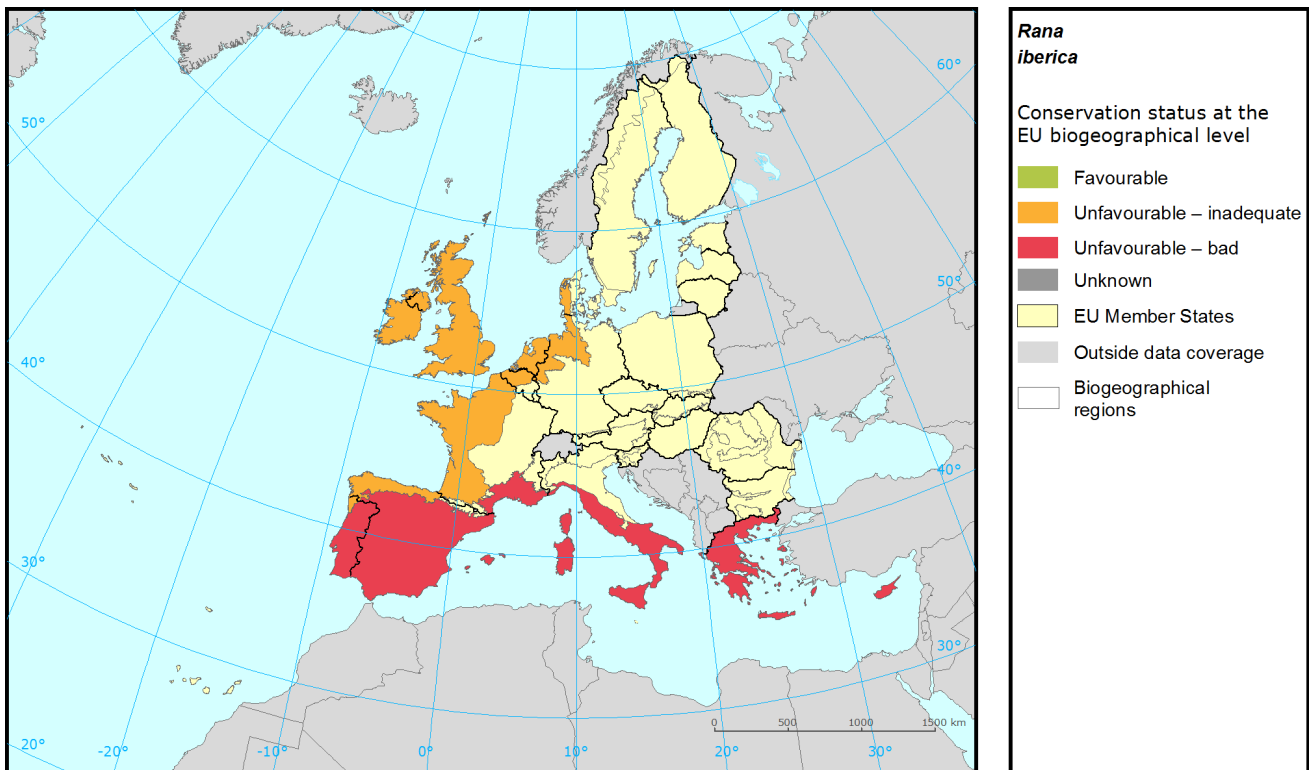 60°
50°
50°
40°
40°
30°
30°
20°
-20°
-10°
0°
10°
20°
30°
0 500 1000 1500 km
Rana
iberica
Conservation status at the
EU biogeographical level
Favourable
Unfavourable – inadequate
Unfavourable – bad
Unknown
EU Member States
Outside data coverage
Biogeographical
regions